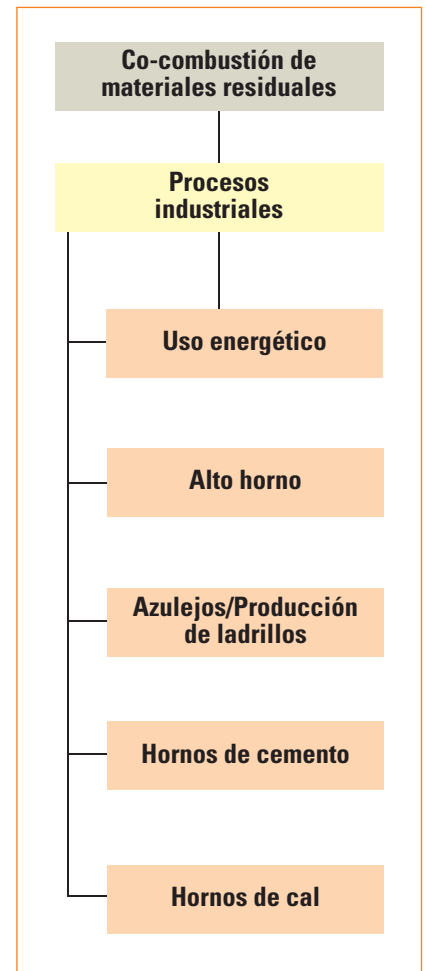 Co-combustión de
materiales residuales
Procesos
industriales
Uso energético
Alto horno
Azulejos/Producción
de ladrillos
Hornos de cemento
Hornos de cal